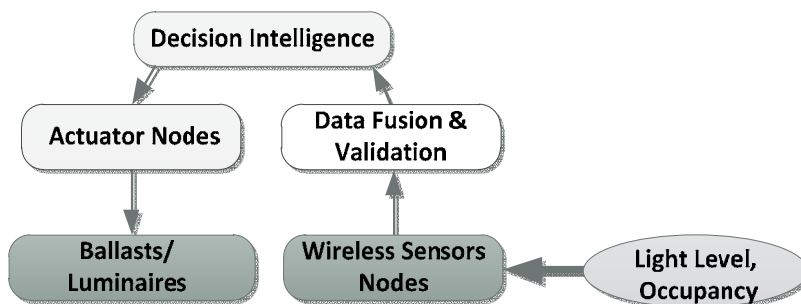 Decision Intelligence
Actuator Nodes
Data Fusion &
Validation
Ballasts/
Luminaires
Wireless Sensors
Nodes
Light Level,
Occupancy